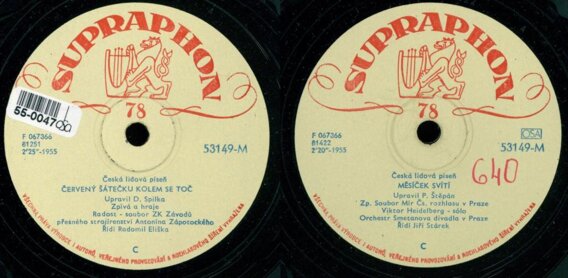 SUPRAPHON
78
55-0047
F 067366
81251
2'25"-1955
53149-M
Česká lidová píseň
ČERVENÝ ŠÁTEČKU KOLEM SE TOČ
Upravil D. Spilka
Zpívá a hraje
Radost - soubor ZK Závodů
přesného strojírenství Antonína Zápotockého
Řídí Radomil Eliška
C
VŠECHNA PRÁVA VÝROBCE I AUTORŮ, VEŘEJNÉHO PROVOZOVÁNÍ A ROZHLASOVÉHO ŠÍŘENÍ VYHRAZENA
SUPRAPHON
78
F 067366
81422
2'20"-1955
OSA
53149-M
640
Česká lidová píseň
MĚSÍČEK SVÍTÍ
Upravil P. Štěpán
Zp. Soubor Mír Čs. rozhlasu v Praze
Viktor Heidelberg - sólo
Orchestr Smetanova divadla v Praze
Řídí Jiří Stárek
C
VŠECHNA PRÁVA VÝROBCE I AUTORŮ, VEŘEJNÉHO PROVOZOVÁNÍ A ROZHLASOVÉHO ŠÍŘENÍ VYHRAZENA